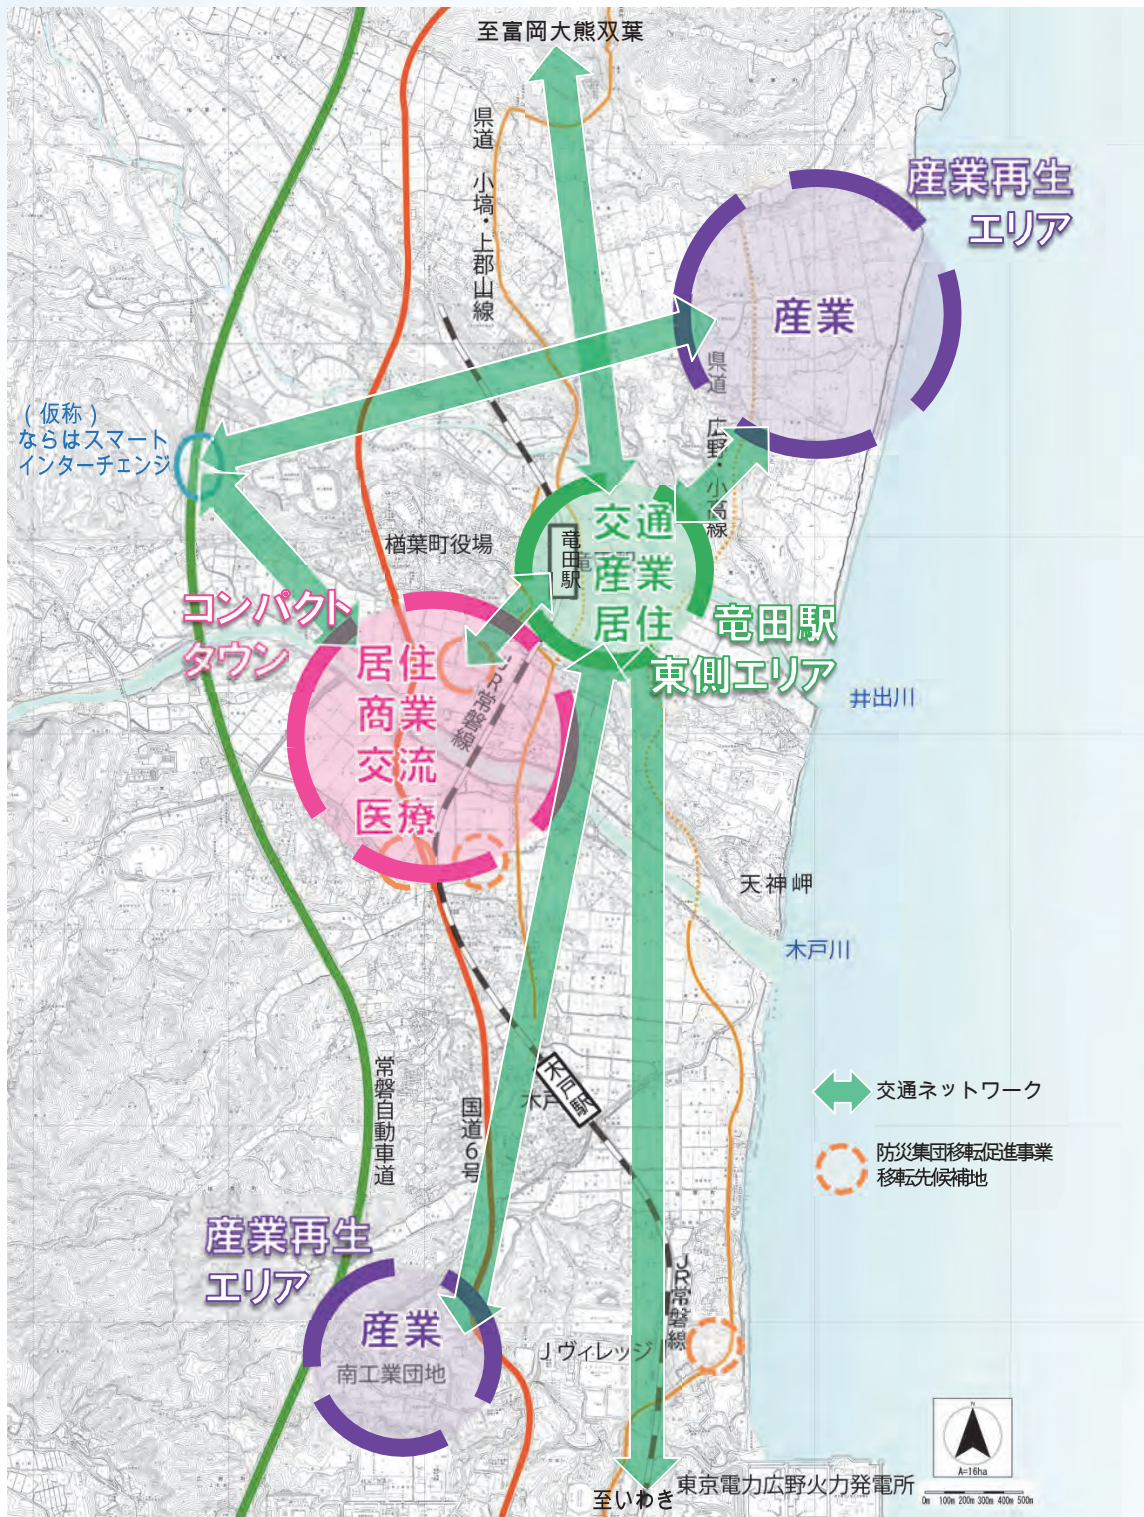 至富岡大熊双葉
県道 小塙・上郡山線
産業再生
エリア
産業
県道 広野・小高線
(仮称)
ならはスマート
インターチェンジ
楢葉町役場
竜田駅
交通
産業
居住
竜田駅
東側エリア
コンパクト
タウン
居住
商業
交流
医療
JR常磐線
井出川
天神岬
木戸川
常磐自動車道
国道6号
木戸駅
交通ネットワーク
防災集団移転促進事業
移転先候補地
産業再生
エリア
産業
南工業団地
Jヴィレッジ
JR常磐線
東京電力広野火力発電所
至いわき
N
A=16ha
0m 100m 200m 300m 400m 500m